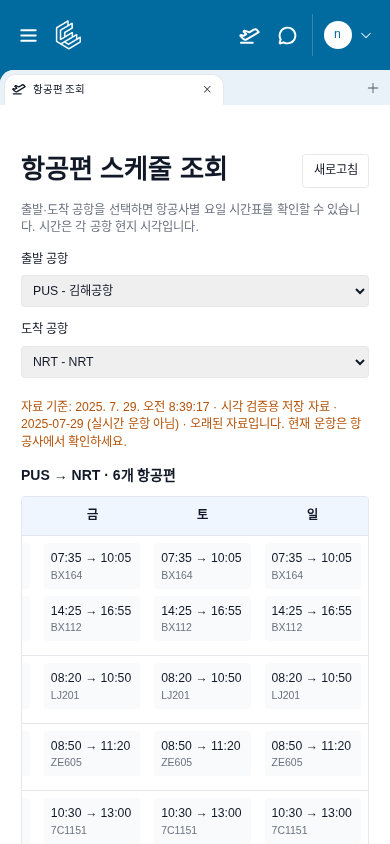 n
항공편 조회
항공편 스케줄 조회
새로고침
출발·도착 공항을 선택하면 항공사별 요일 시간표를 확인할 수 있습니
다. 시간은 각 공항 현지 시각입니다.
출발 공항
PUS - 김해공항
도착 공항
NRT - NRT
자료 기준: 2025. 7. 29. 오전 8:39:17 · 시각 검증용 저장 자료 ·
2025-07-29 (실시간 운항 아님) · 오래된 자료입니다. 현재 운항은 항
공사에서 확인하세요.
PUS → NRT · 6개 항공편
금 토 일
07:35 → 10:05 07:35 → 10:05 07:35 → 10:05
BX164 BX164 BX164
14:25 → 16:55 14:25 → 16:55 14:25 → 16:55
BX112 BX112 BX112
08:20 → 10:50 08:20 → 10:50 08:20 → 10:50
LJ201 LJ201 LJ201
08:50 → 11:20 08:50 → 11:20 08:50 → 11:20
ZE605 ZE605 ZE605
10:30 → 13:00 10:30 → 13:00 10:30 → 13:00
7C1151 7C1151 7C1151